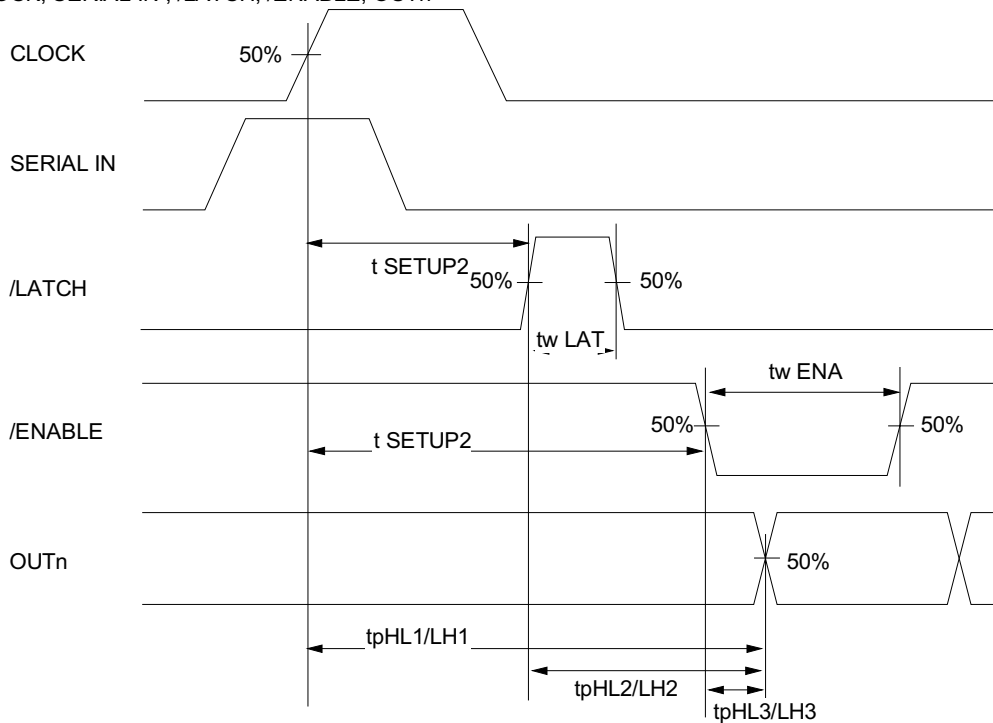 CLOCK
50%
SERIAL IN
t SETUP2
/LATCH
50%
50%
tw LAT
tw ENA
/ENABLE
50%
50%
t SETUP2
OUTn
50%
tpHL1/LH1
tpHL2/LH2
tpHL3/LH3